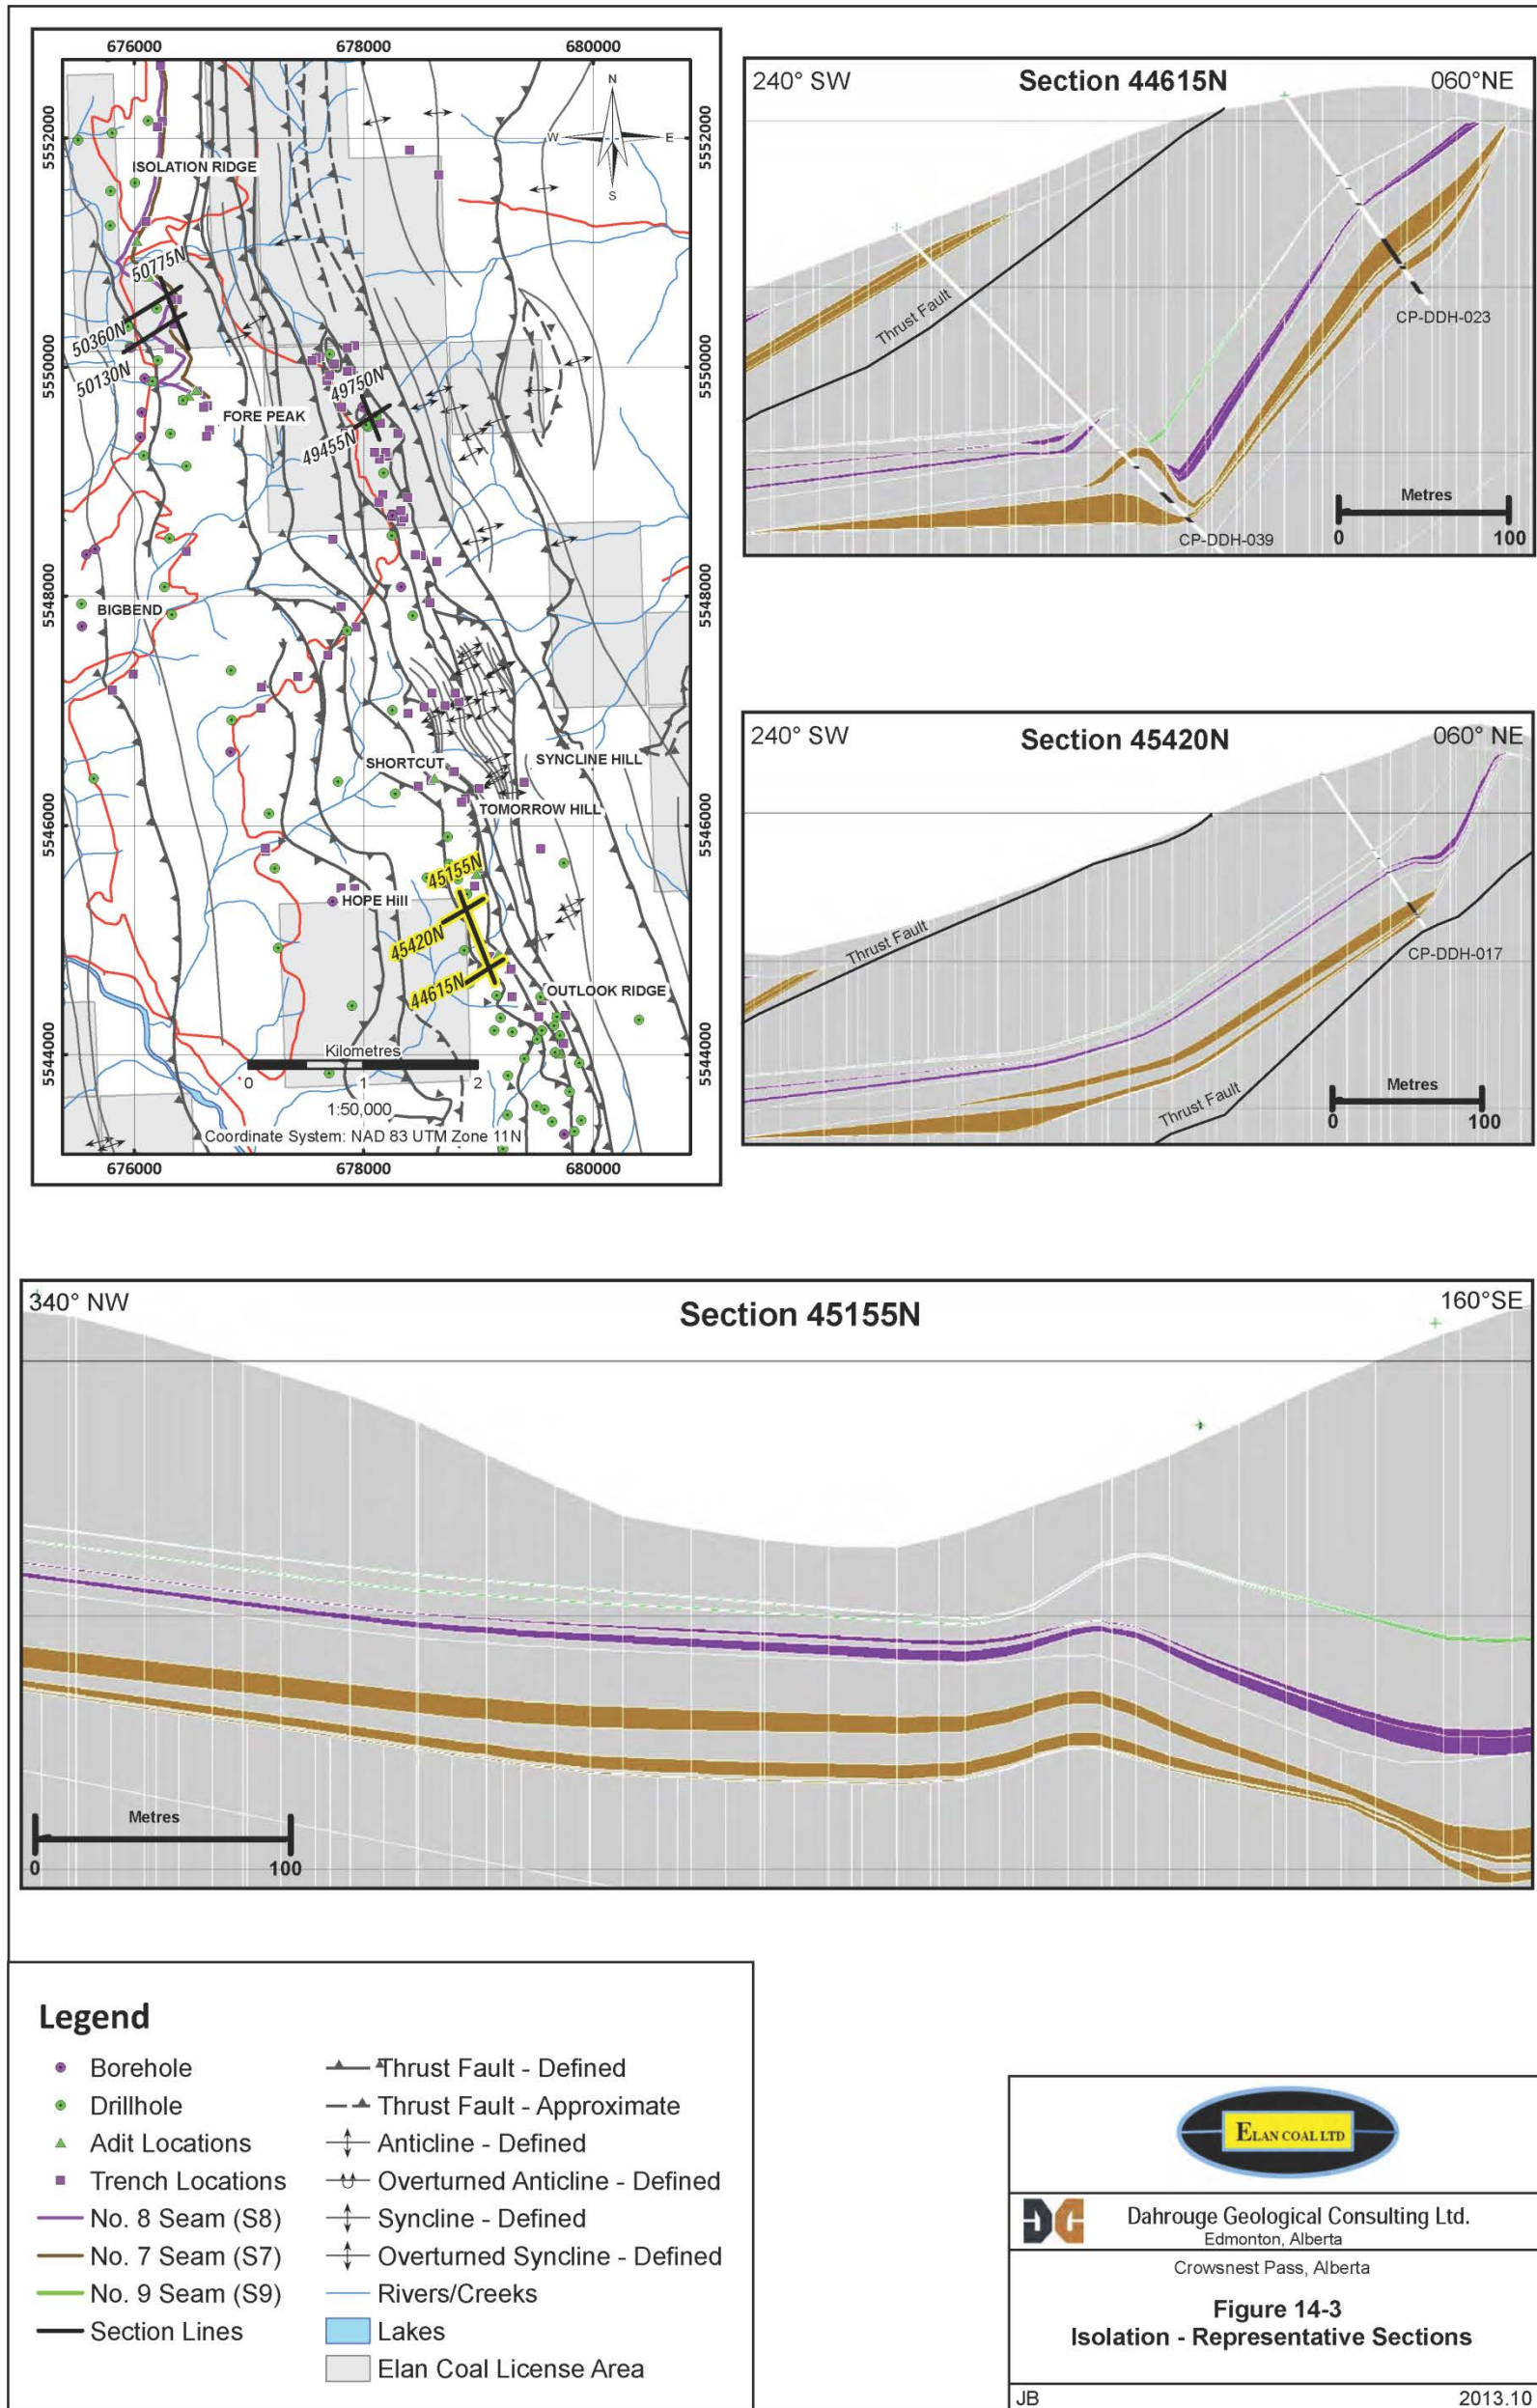 676000
678000
680000
5552000
5552000
N
W
E
S
ISOLATION RIDGE
50775N
50360N
50130N
5550000
5550000
49750N
49455N
FORE PEAK
5548000
5548000
BIGBEND
SHORTCUT
SYNCLINE HILL
TOMORROW HILL
5546000
5546000
45155N
HOPE Hill
45420N
44615N
OUTLOOK RIDGE
5544000
5544000
Kilometres
0
1
2
1:50,000
Coordinate System: NAD 83 UTM Zone 11N
676000
678000
680000
240° SW
Section 44615N
060°NE
Thrust Fault
CP-DDH-023
CP-DDH-039
Metres
0
100
240° SW
Section 45420N
060° NE
Thrust Fault
CP-DDH-017
Thrust Fault
Metres
0
100
340° NW
Section 45155N
160°SE
Metres
0
100
Legend
Borehole
Drillhole
Adit Locations
Trench Locations
No. 8 Seam (S8)
No. 7 Seam (S7)
No. 9 Seam (S9)
Section Lines
Thrust Fault - Defined
Thrust Fault - Approximate
Anticline - Defined
Overturned Anticline - Defined
Syncline - Defined
Overturned Syncline - Defined
Rivers/Creeks
Lakes
Elan Coal License Area
ELAN COAL LTD
DG
Dahrouge Geological Consulting Ltd.
Edmonton, Alberta
Crowsnest Pass, Alberta
Figure 14-3
Isolation - Representative Sections
JB
2013.10